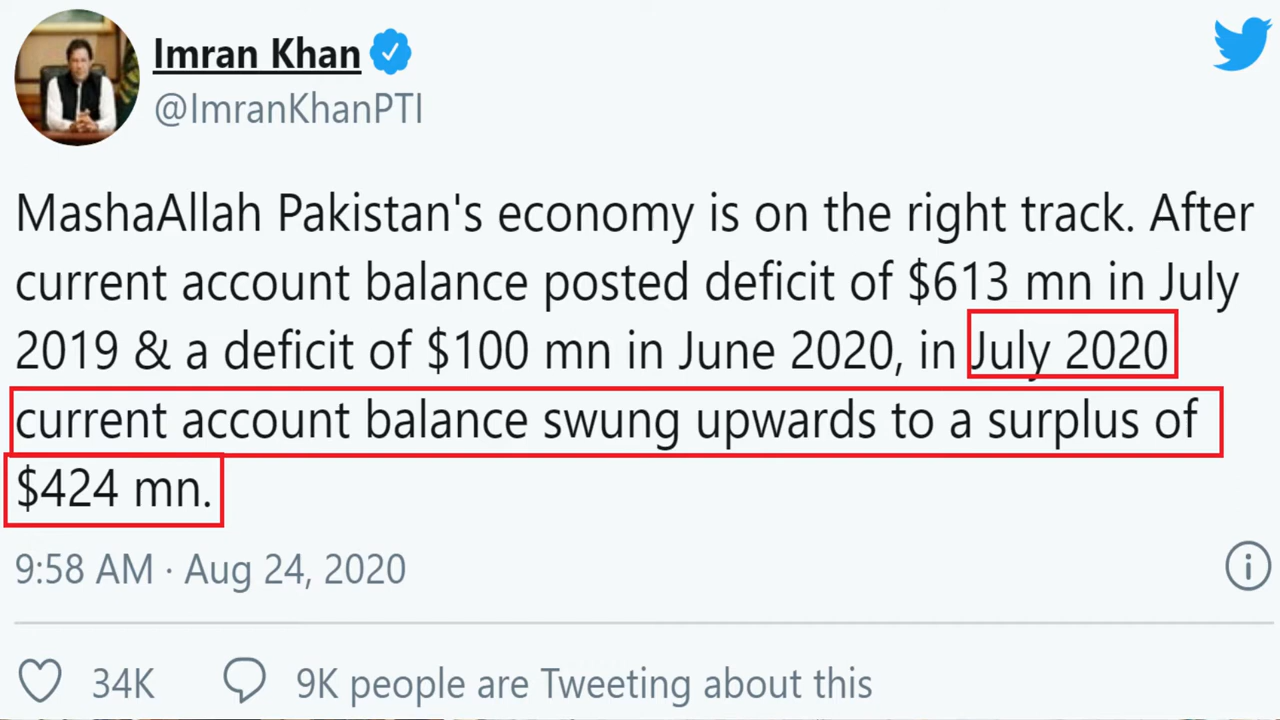 Imran Khan
@ImranKhanPTI
MashaAllah Pakistan's economy is on the right track. After
current account balance posted deficit of $613 mn in July
2019 & a deficit of $100 mn in June 2020, in July 2020
current account balance swung upwards to a surplus of
$424 mn.
9:58 AM · Aug 24, 2020
34K 9K people are Tweeting about this